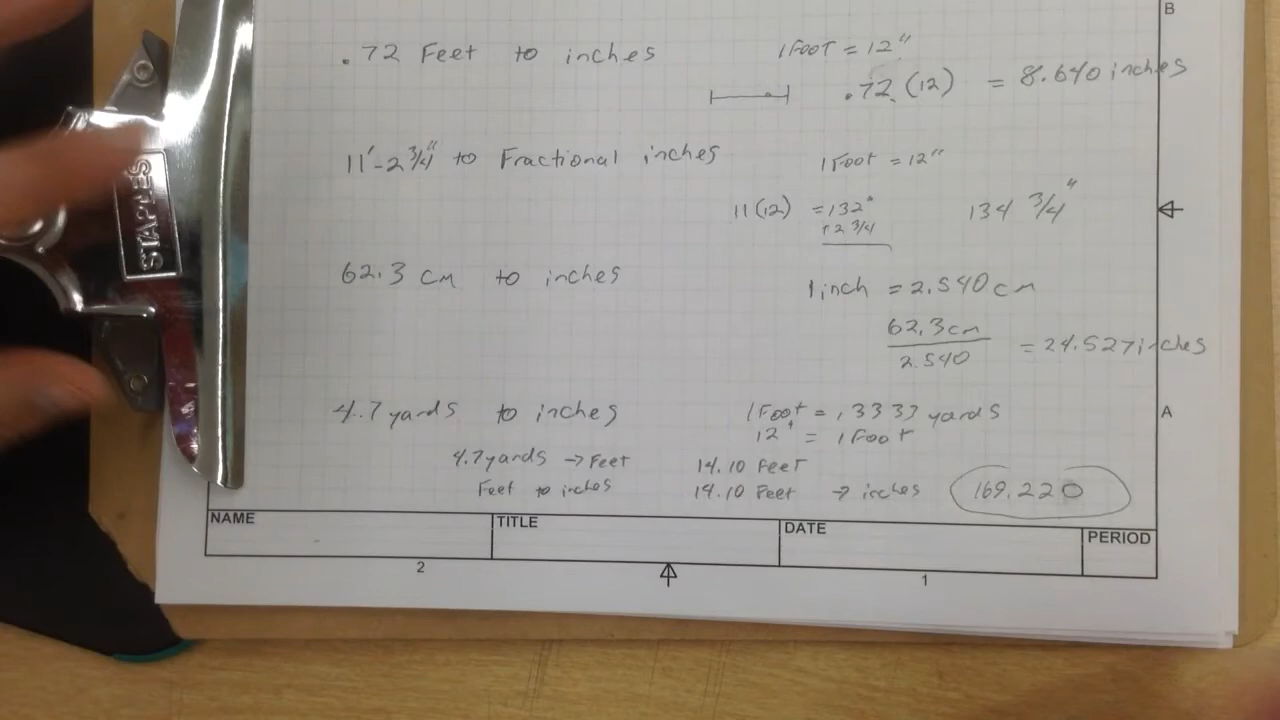 B
.72 Feet to inches
1 FOOT = 12"
.72 (12) = 8.640 inches
11'-2 3/4" to Fractional inches
1 Foot = 12"
11(12) = 132"
+2 3/4
134 3/4"
STAPLES
62.3 cm to inches
1 inch = 2.540 cm
62.3cm
2.540
= 24.527 inches
4.7 yards to inches
1 Foot = .3333 yards
12" = 1 Foot
A
4.7 yards → Feet
14.10 Feet
Feet to inches
14.10 Feet → inches
169.220
NAME
TITLE
DATE
PERIOD
2
1